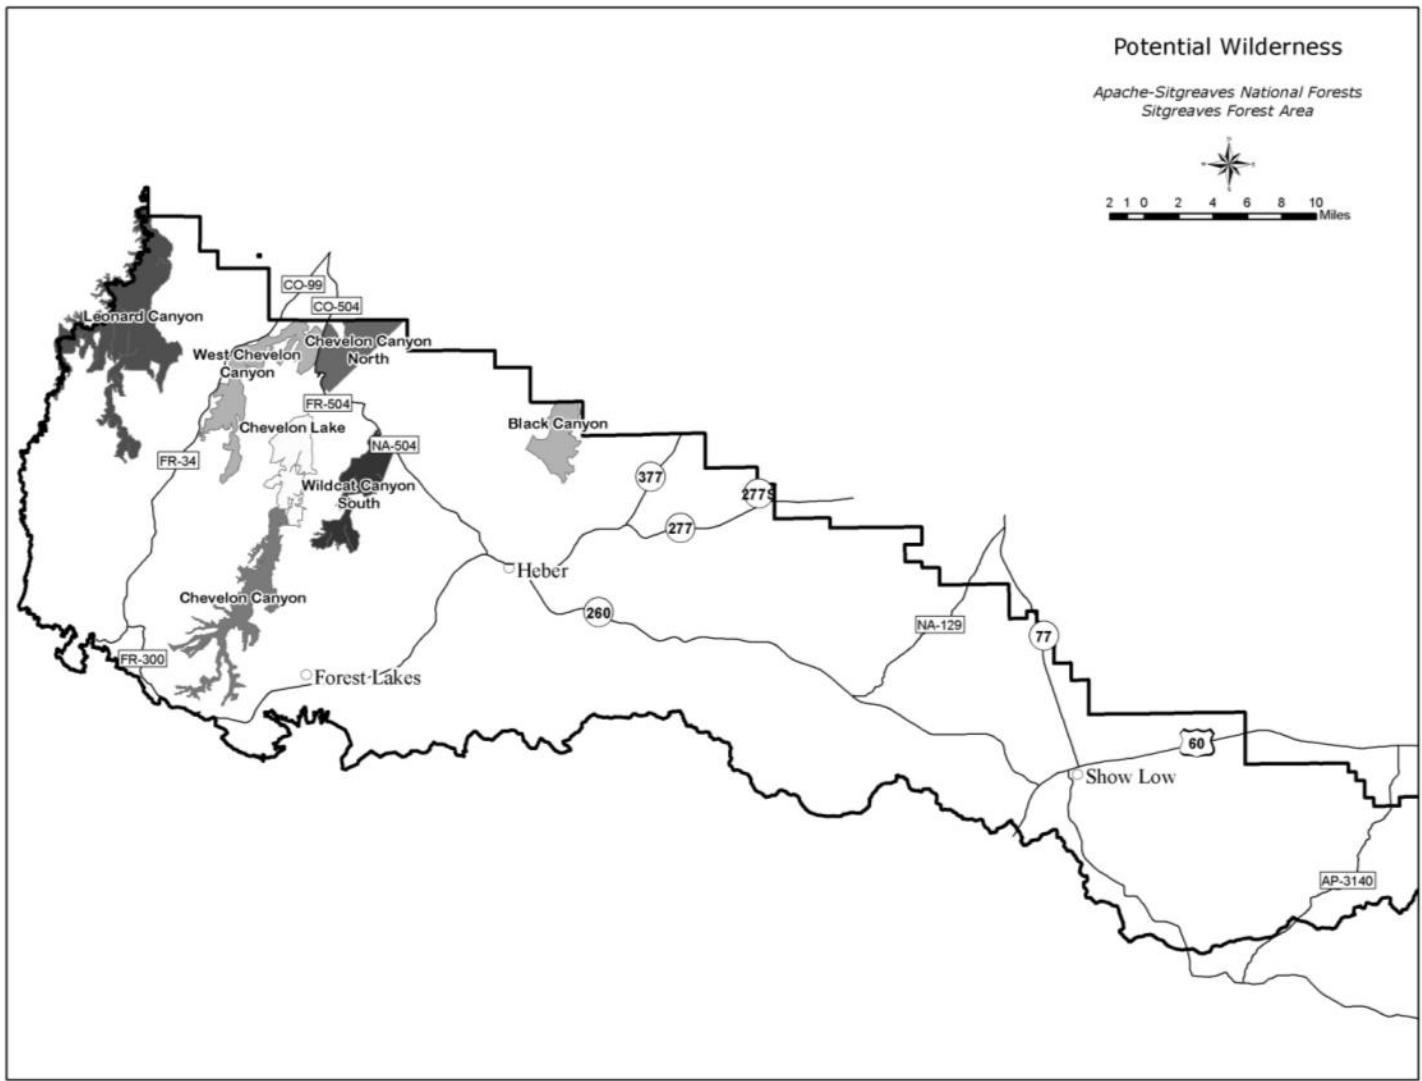 Potential Wilderness
Apache-Sitgreaves National Forests
Sitgreaves Forest Area
N
W E
S
2 1 0 2 4 6 8 10
Miles
CO-99
CO-504
Leonard Canyon
West Chevelon
Canyon
Chevelon Canyon
North
FR-504
Chevelon Lake
Black Canyon
NA-504
FR-34
377
Wildcat Canyon
South
277S
277
Heber
Chevelon Canyon
260
NA-129
77
FR-300
Forest Lakes
60
Show Low
AP-3140